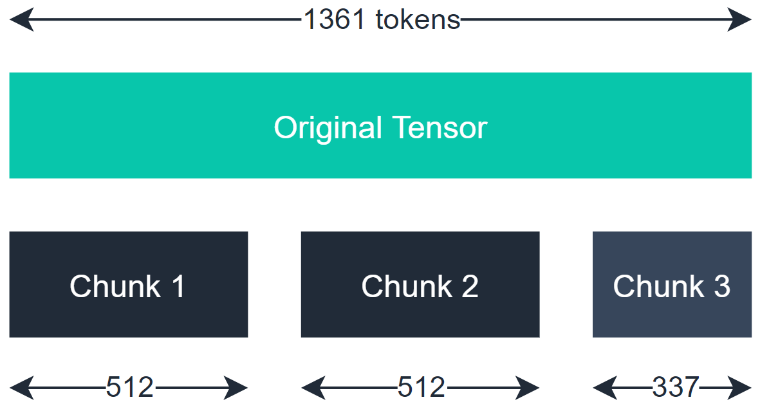 1361 tokens
Original Tensor
Chunk 1
Chunk 2
Chunk 3
512
512
337